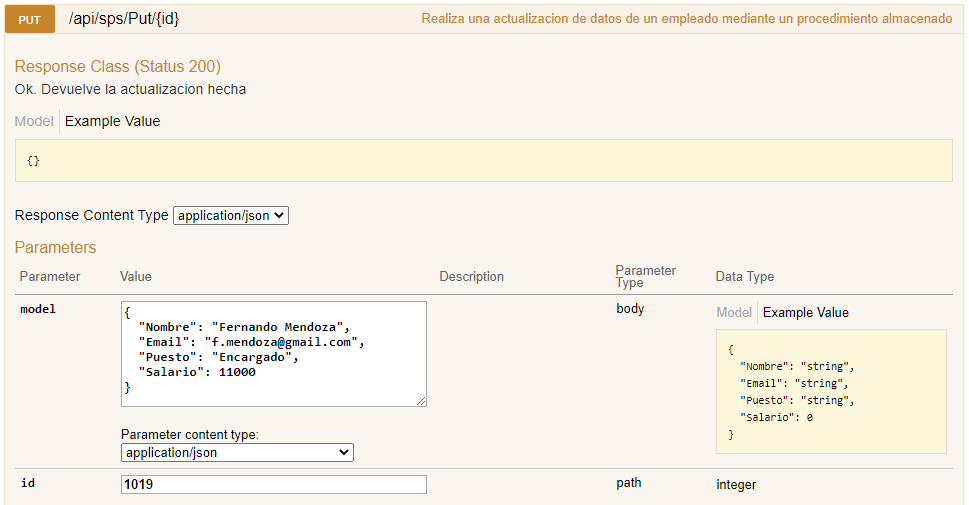 PUT /api/sps/Put/{id} Realiza una actualizacion de datos de un empleado mediante un procedimiento almacenado
Response Class (Status 200)
Ok. Devuelve la actualizacion hecha
Model Example Value
{}
Response Content Type application/json
Parameters
Parameter Value Description Parameter Type Data Type
model
{
"Nombre": "Fernando Mendoza",
"Email": "f.mendoza@gmail.com",
"Puesto": "Encargado",
"Salario": 11000
}
Parameter content type:
application/json
body
Model Example Value
{
"Nombre": "string",
"Email": "string",
"Puesto": "string",
"Salario": 0
}
id 1019 path integer